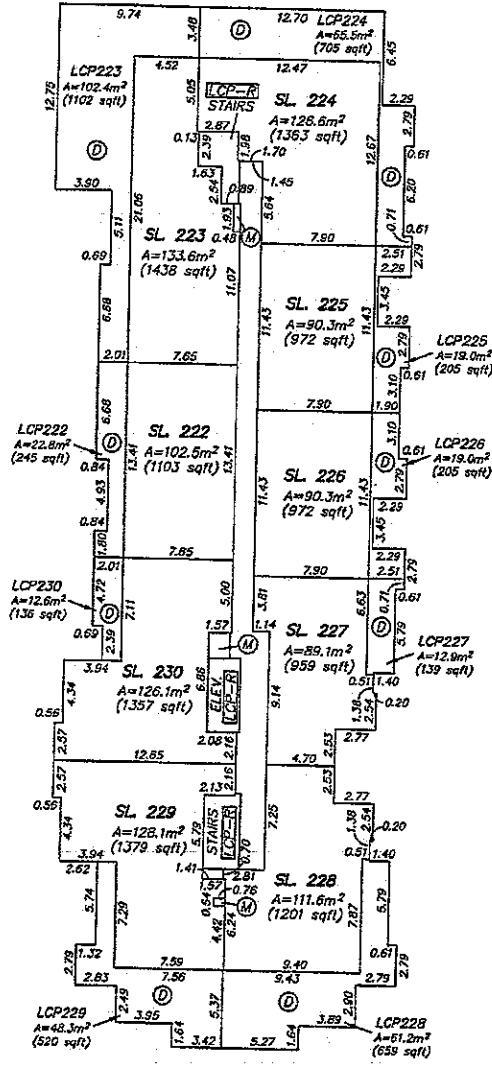 9.74
12.70
LCP224
A=65.5m²
(705 sqft)
3.48
D
6.45
LCP223
A=102.4m²
(1102 sqft)
4.52
12.47
12.79
5.05
LCP-R
STAIRS
SL. 224
A=126.6m²
(1363 sqft)
2.29
2.79
0.13
2.87
2.39
1.98
1.70
12.67
0.61
D
1.63
1.45
D
6.20
2.54
0.89
5.64
3.90
1.93
0.71
0.61
21.06
5.11
SL. 223
A=133.6m²
(1438 sqft)
0.48
M
7.90
2.51
2.79
2.29
0.69
11.07
3.45
6.88
SL. 225
A=90.3m²
(972 sqft)
11.43
11.43
2.29
2.79
LCP225
A=19.0m²
(205 sqft)
D
0.61
2.01
7.65
3.10
7.90
1.90
6.68
SL. 222
A=102.5m²
(1103 sqft)
3.10
LCP222
A=22.8m²
(245 sqft)
D
13.41
13.41
0.61
LCP226
A=19.0m²
(205 sqft)
D
2.79
0.84
SL. 226
A=90.3m²
(972 sqft)
11.43
11.43
2.29
4.93
3.45
0.84
1.80
2.01
7.85
2.29
7.90
2.51
2.79
LCP230
A=12.6m²
(136 sqft)
4.72
D
7.11
5.00
3.81
6.63
0.71
0.61
0.69
2.39
1.57
1.14
SL. 227
A=89.1m²
(959 sqft)
D
5.79
LCP227
A=12.9m²
(139 sqft)
M
3.94
SL. 230
A=126.1m²
(1357 sqft)
6.86
ELEV.
LCP-R
9.14
0.51
1.40
4.34
1.38
2.54
0.20
0.56
2.08
2.57
2.16
2.53
2.77
12.65
4.70
2.57
2.16
2.53
2.13
2.77
0.56
SL. 229
A=128.1m²
(1379 sqft)
5.79
STAIRS
LCP-R
7.25
2.54
0.20
4.34
1.38
0.70
0.51
3.94
1.40
2.62
1.41
2.81
1.57
0.76
SL. 228
A=111.6m²
(1201 sqft)
5.74
0.64
M
7.29
4.42
6.24
7.87
5.79
1.32
0.61
2.79
7.59
9.40
2.79
2.83
7.56
9.43
2.79
D
D
LCP229
A=48.3m²
(520 sqft)
2.49
5.37
2.90
3.95
1.64
1.64
3.89
LCP228
A=61.2m²
(659 sqft)
3.42
5.27